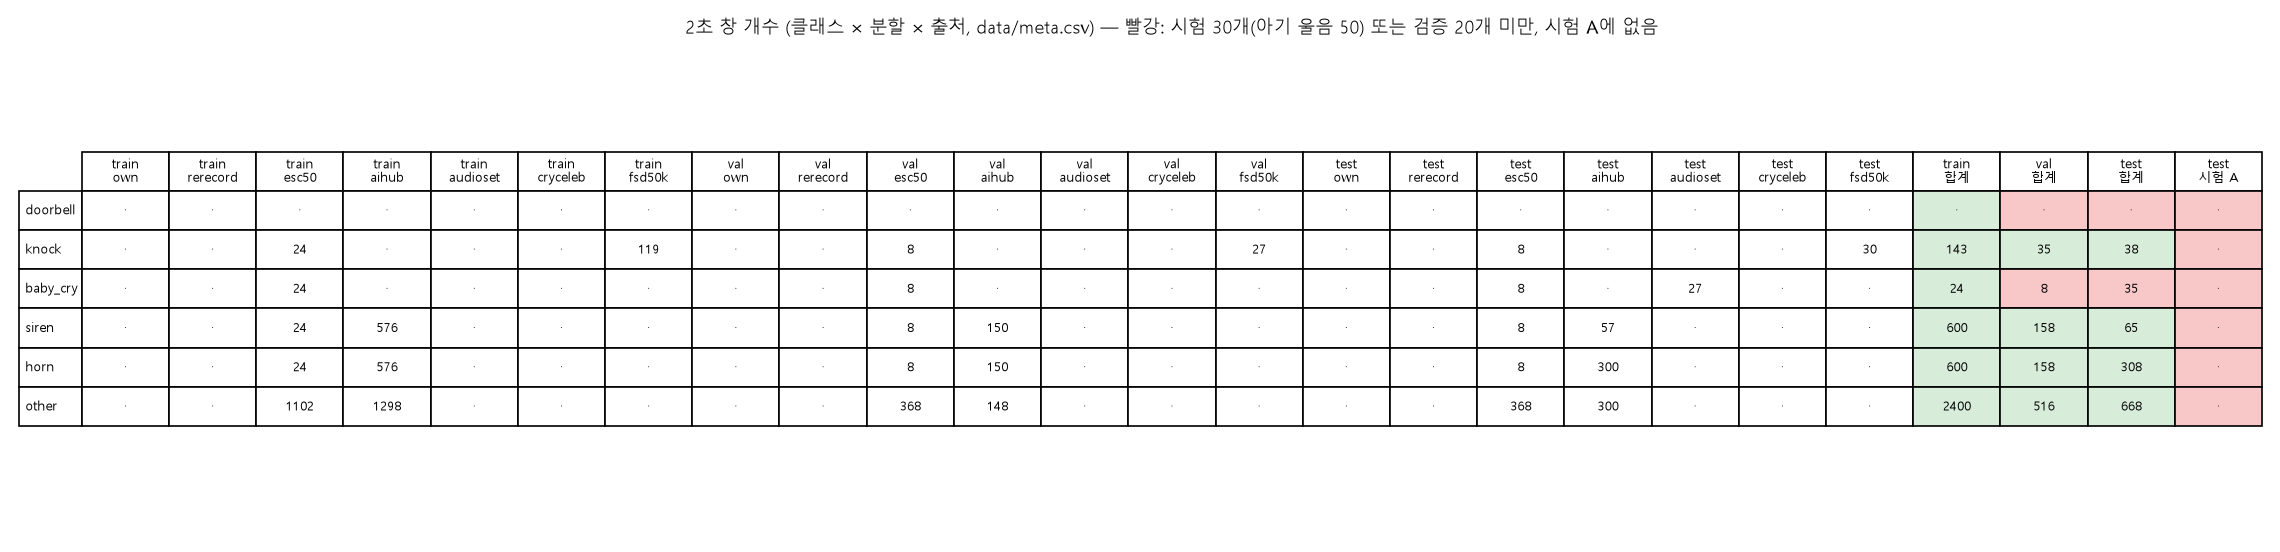 2초 창 개수 (클래스 × 분할 × 출처, data/meta.csv) — 빨강: 시험 30개(아기 울음 50) 또는 검증 20개 미만, 시험 A에 없음
train own train rerecord train esc50 train aihub train audioset train cryceleb train fsd50k val own val rerecord val esc50 val aihub val audioset val cryceleb val fsd50k test own test rerecord test esc50 test aihub test audioset test cryceleb test fsd50k train 합계 val 합계 test 합계 test 시험 A
doorbell · · · · · · · · · · · · · · · · · · · · · · · · ·
knock · · 24 · · · 119 · · 8 · · · 27 · · 8 · · · 30 143 35 38 ·
baby_cry · · 24 · · · · · · 8 · · · · · · 8 · 27 · · 24 8 35 ·
siren · · 24 576 · · · · · 8 150 · · · · · 8 57 · · · 600 158 65 ·
horn · · 24 576 · · · · · 8 150 · · · · · 8 300 · · · 600 158 308 ·
other · · 1102 1298 · · · · · 368 148 · · · · · 368 300 · · · 2400 516 668 ·